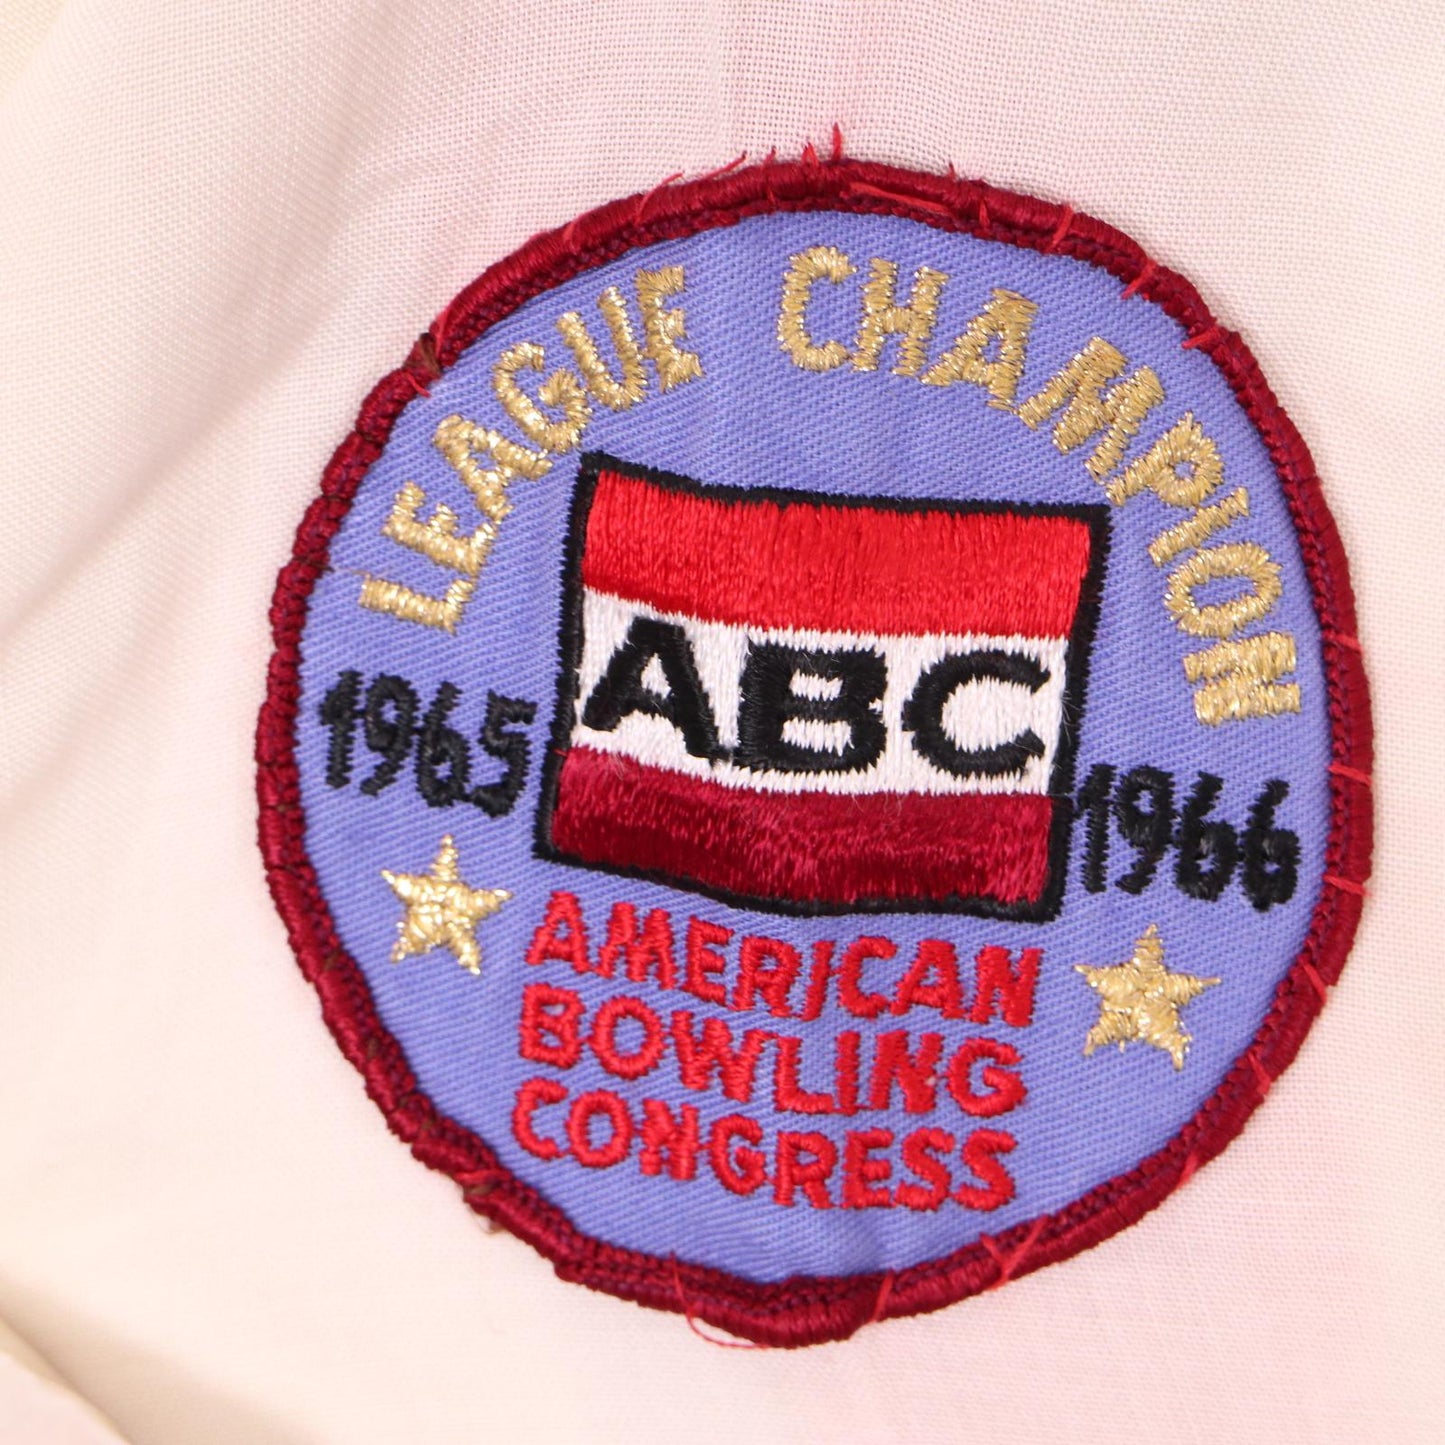 LEAGUE CHAMPION
1965 ABC 1966
AMERICAN
BOWLING
CONGRESS